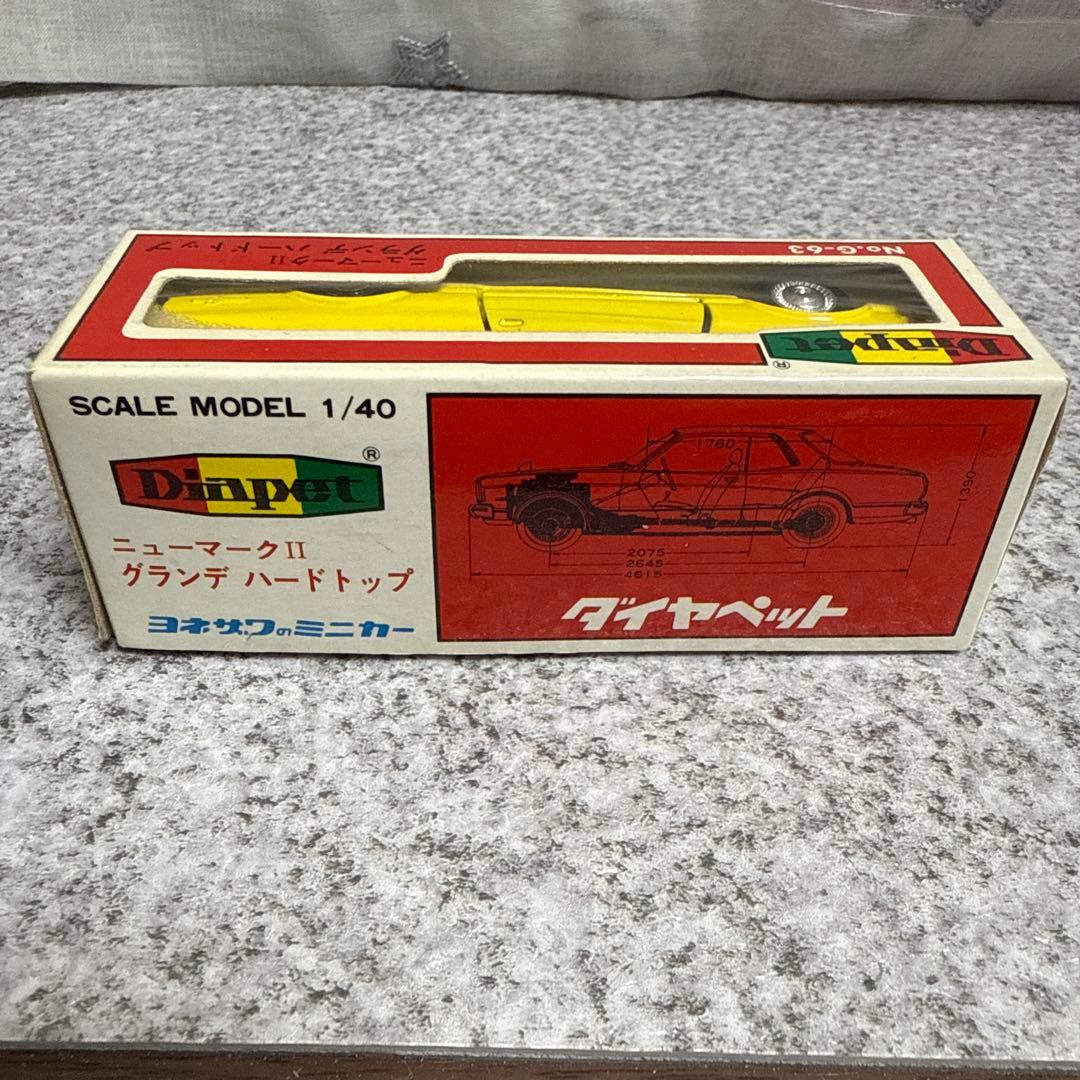 No.G-63
ニューマークII
グランデ ハードトップ
Diapet
®
SCALE MODEL 1/40
Diapet
®
ニューマークII
グランデ ハードトップ
ヨネザワのミニカー
1760
1390
2075
2645
4615
ダイヤペット